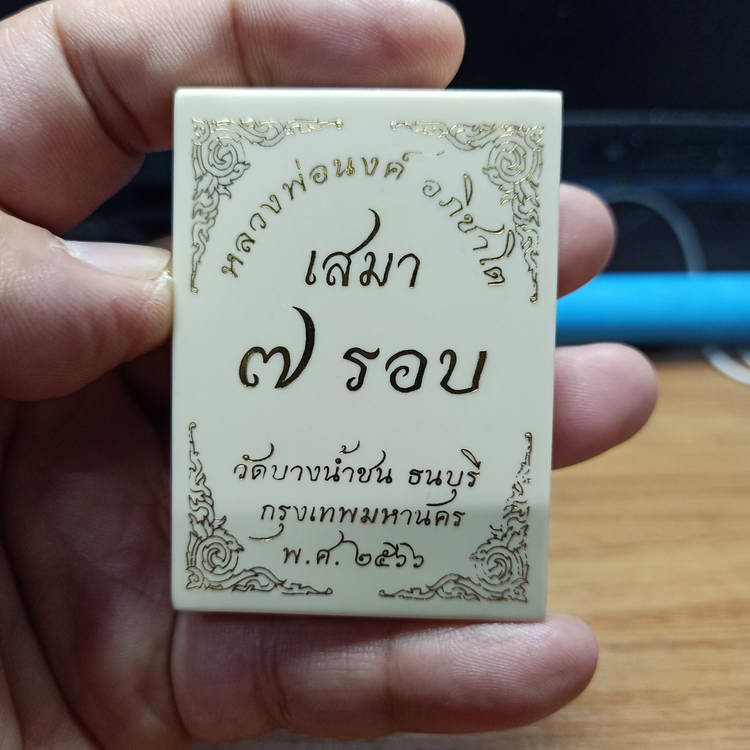 หลวงพ่อนงค์ อภิชาโต
เสมา
๗ รอบ
วัดบางน้ำชน ธนบุรี
กรุงเทพมหานคร
พ.ศ. ๒๕๖๖